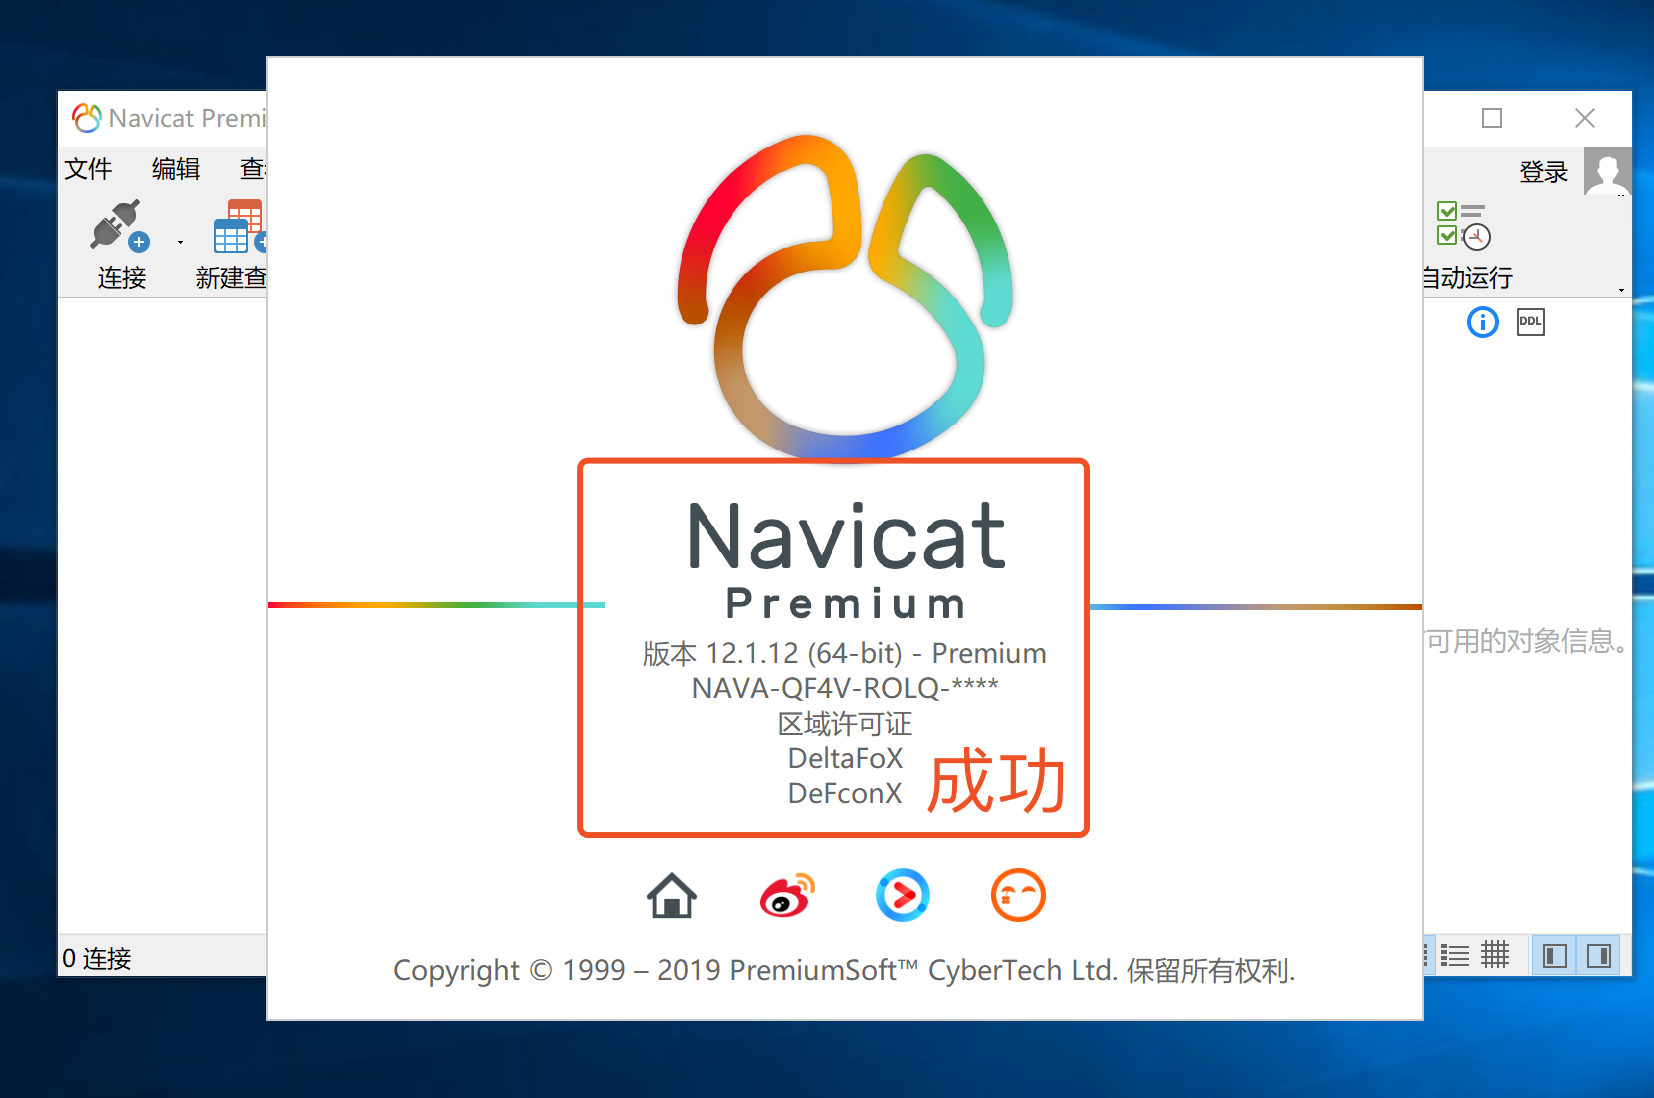 Navicat Premi
文件 编辑 查
登录
连接 新建查
自动运行
DDL
Navicat
Premium
可用的对象信息。
版本 12.1.12 (64-bit) - Premium
NAVA-QF4V-ROLQ-****
区域许可证
DeltaFoX
DeFconX
成功
0 连接
Copyright © 1999 – 2019 PremiumSoft™ CyberTech Ltd. 保留所有权利.